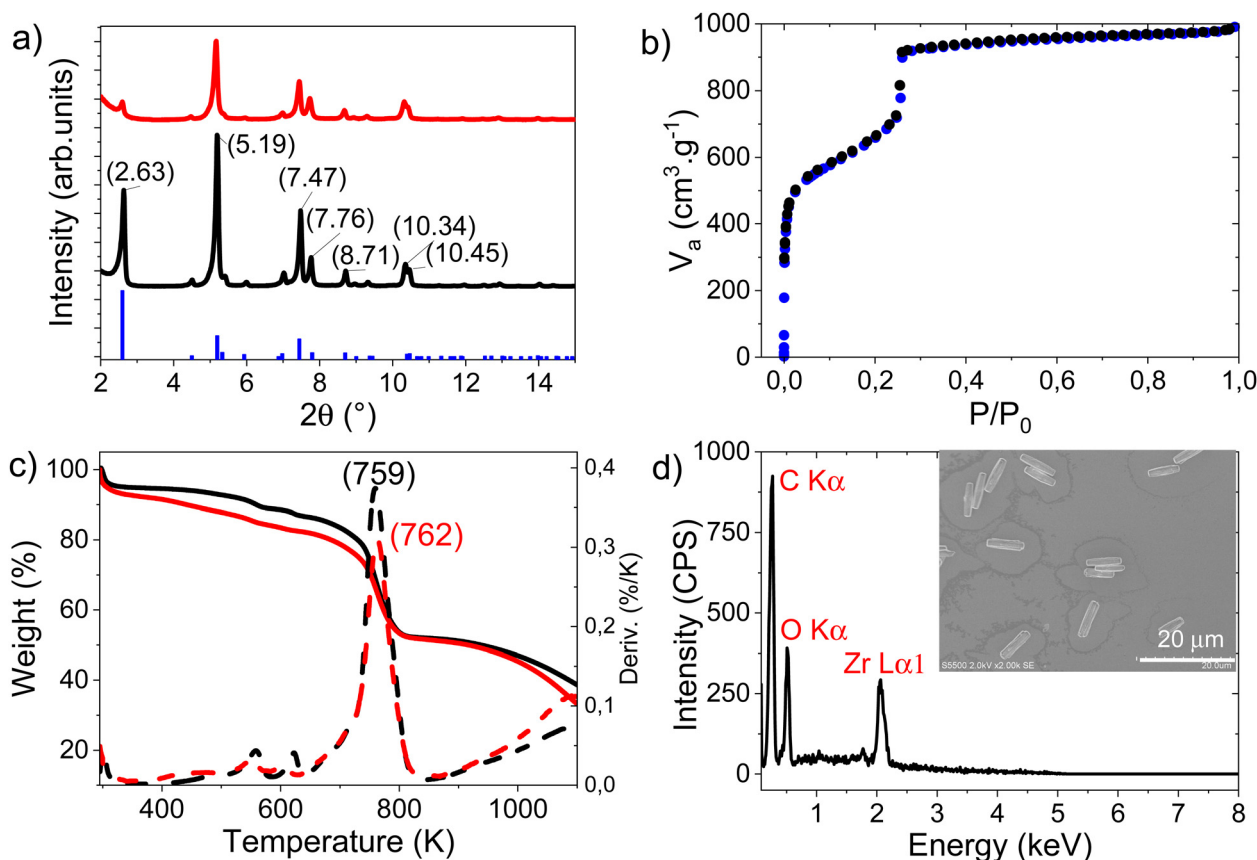 a)
Intensity (arb.units)
(2.63)
(5.19)
(7.47)
(7.76)
(8.71)
(10.34)
(10.45)
2 4 6 8 10 12 14
2θ (°)
b)
Vₐ (cm³.g⁻¹)
1000
800
600
400
200
0
0,0 0,2 0,4 0,6 0,8 1,0
P/P₀
c)
Weight (%)
100
80
60
40
20
(759)
(762)
0,4
0,3
0,2
0,1
0,0
Deriv. (%/K)
400 600 800 1000
Temperature (K)
d)
Intensity (CPS)
1000
750
500
250
0
C Kα
O Kα
Zr Lα1
20 µm
S5500 2.0kV x2.00k SE
20.0um
1 2 3 4 5 6 7 8
Energy (keV)